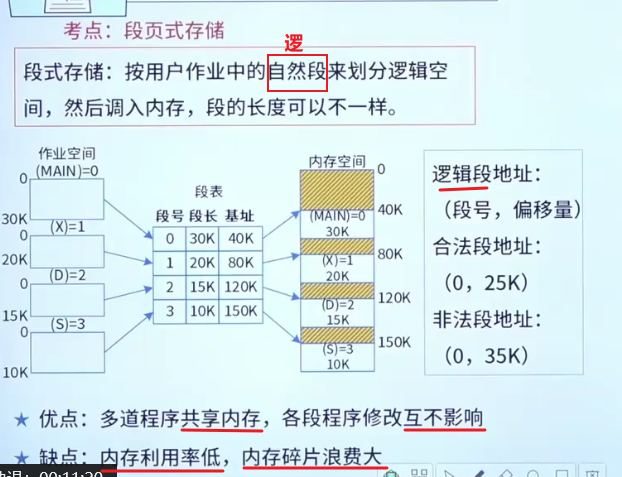 考点：段页式存储
逻
段式存储：按用户作业中的自然段来划分逻辑空
间，然后调入内存，段的长度可以不一样。
作业空间
(MAIN)=0
0
30K
(X)=1
0
20K
(D)=2
0
15K
(S)=3
0
10K
段表
段号 段长 基址
0 30K 40K
1 20K 80K
2 15K 120K
3 10K 150K
内存空间
0
40K
(MAIN)=0
30K
80K
(X)=1
20K
120K
(D)=2
15K
150K
(S)=3
10K
逻辑段地址：
（段号，偏移量）
合法段地址：
（0，25K）
非法段地址：
（0，35K）
★ 优点：多道程序共享内存，各段程序修改互不影响
★ 缺点：内存利用率低，内存碎片浪费大